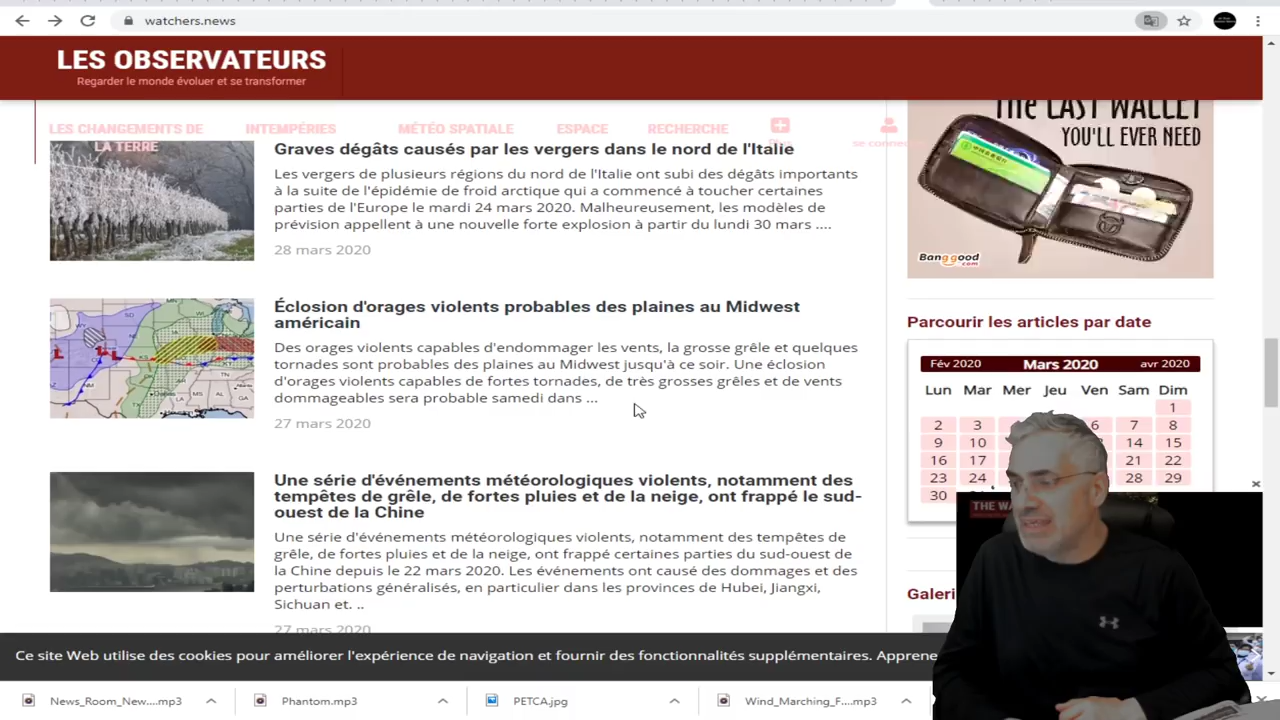 watchers.news
LES OBSERVATEURS
Regarder le monde évoluer et se transformer
LES CHANGEMENTS DE LA TERRE
INTEMPÉRIES
MÉTÉO SPATIALE
ESPACE
RECHERCHE
Graves dégâts causés par les vergers dans le nord de l'Italie
Les vergers de plusieurs régions du nord de l'Italie ont subi des dégâts importants
à la suite de l'épidémie de froid arctique qui a commencé à toucher certaines
parties de l'Europe le mardi 24 mars 2020. Malheureusement, les modèles de
prévision appellent à une nouvelle forte explosion à partir du lundi 30 mars ....
28 mars 2020
Éclosion d'orages violents probables des plaines au Midwest
américain
Des orages violents capables d'endommager les vents, la grosse grêle et quelques
tornades sont probables des plaines au Midwest jusqu'à ce soir. Une éclosion
d'orages violents capables de fortes tornades, de très grosses grêles et de vents
dommageables sera probable samedi dans ...
27 mars 2020
Une série d'événements météorologiques violents, notamment des
tempêtes de grêle, de fortes pluies et de la neige, ont frappé le sud-
ouest de la Chine
Une série d'événements météorologiques violents, notamment des tempêtes de
grêle, de fortes pluies et de la neige, ont frappé certaines parties du sud-ouest de
la Chine depuis le 22 mars 2020. Les événements ont causé des dommages et des
perturbations généralisés, en particulier dans les provinces de Hubei, Jiangxi,
Sichuan et. ..
27 mars 2020
THE LAST WALLET
YOU'LL EVER NEED
Banggood
.com
Parcourir les articles par date
Fév 2020 Mars 2020 avr 2020
Lun Mar Mer Jeu Ven Sam Dim
1
2 3 6 7 8
9 10 14 15
16 17 21 22
23 24 28 29
30
Galeri
Ce site Web utilise des cookies pour améliorer l'expérience de navigation et fournir des fonctionnalités supplémentaires. Apprene
News_Room_New....mp3
Phantom.mp3
PETCA.jpg
Wind_Marching_F....mp3